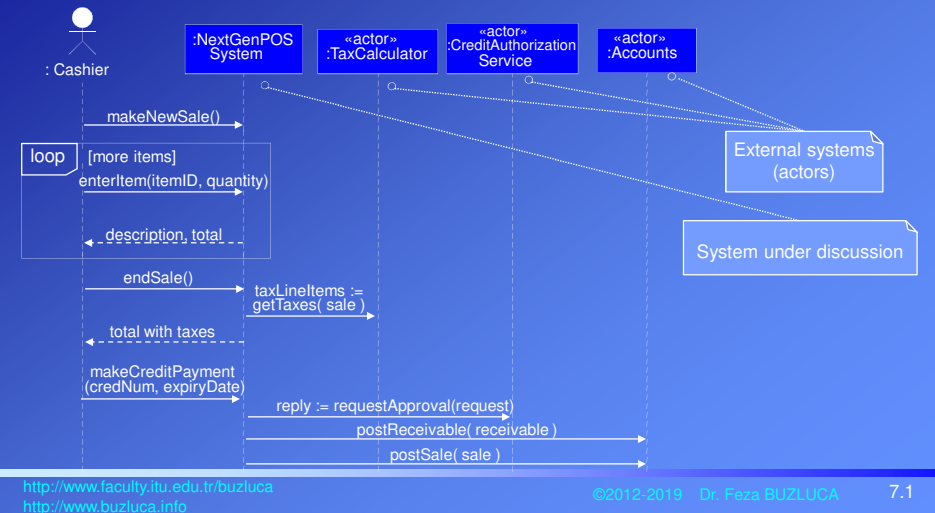 : Cashier
:NextGenPOS
System
«actor»
:TaxCalculator
«actor»
:CreditAuthorization
Service
«actor»
:Accounts
makeNewSale()
loop
[more items]
enterItem(itemID, quantity)
description, total
External systems
(actors)
System under discussion
endSale()
taxLineItems :=
getTaxes( sale )
total with taxes
makeCreditPayment
(credNum, expiryDate)
reply := requestApproval(request)
postReceivable( receivable )
postSale( sale )
http://www.faculty.itu.edu.tr/buzluca
http://www.buzluca.info
©2012-2019 Dr. Feza BUZLUCA
7.1